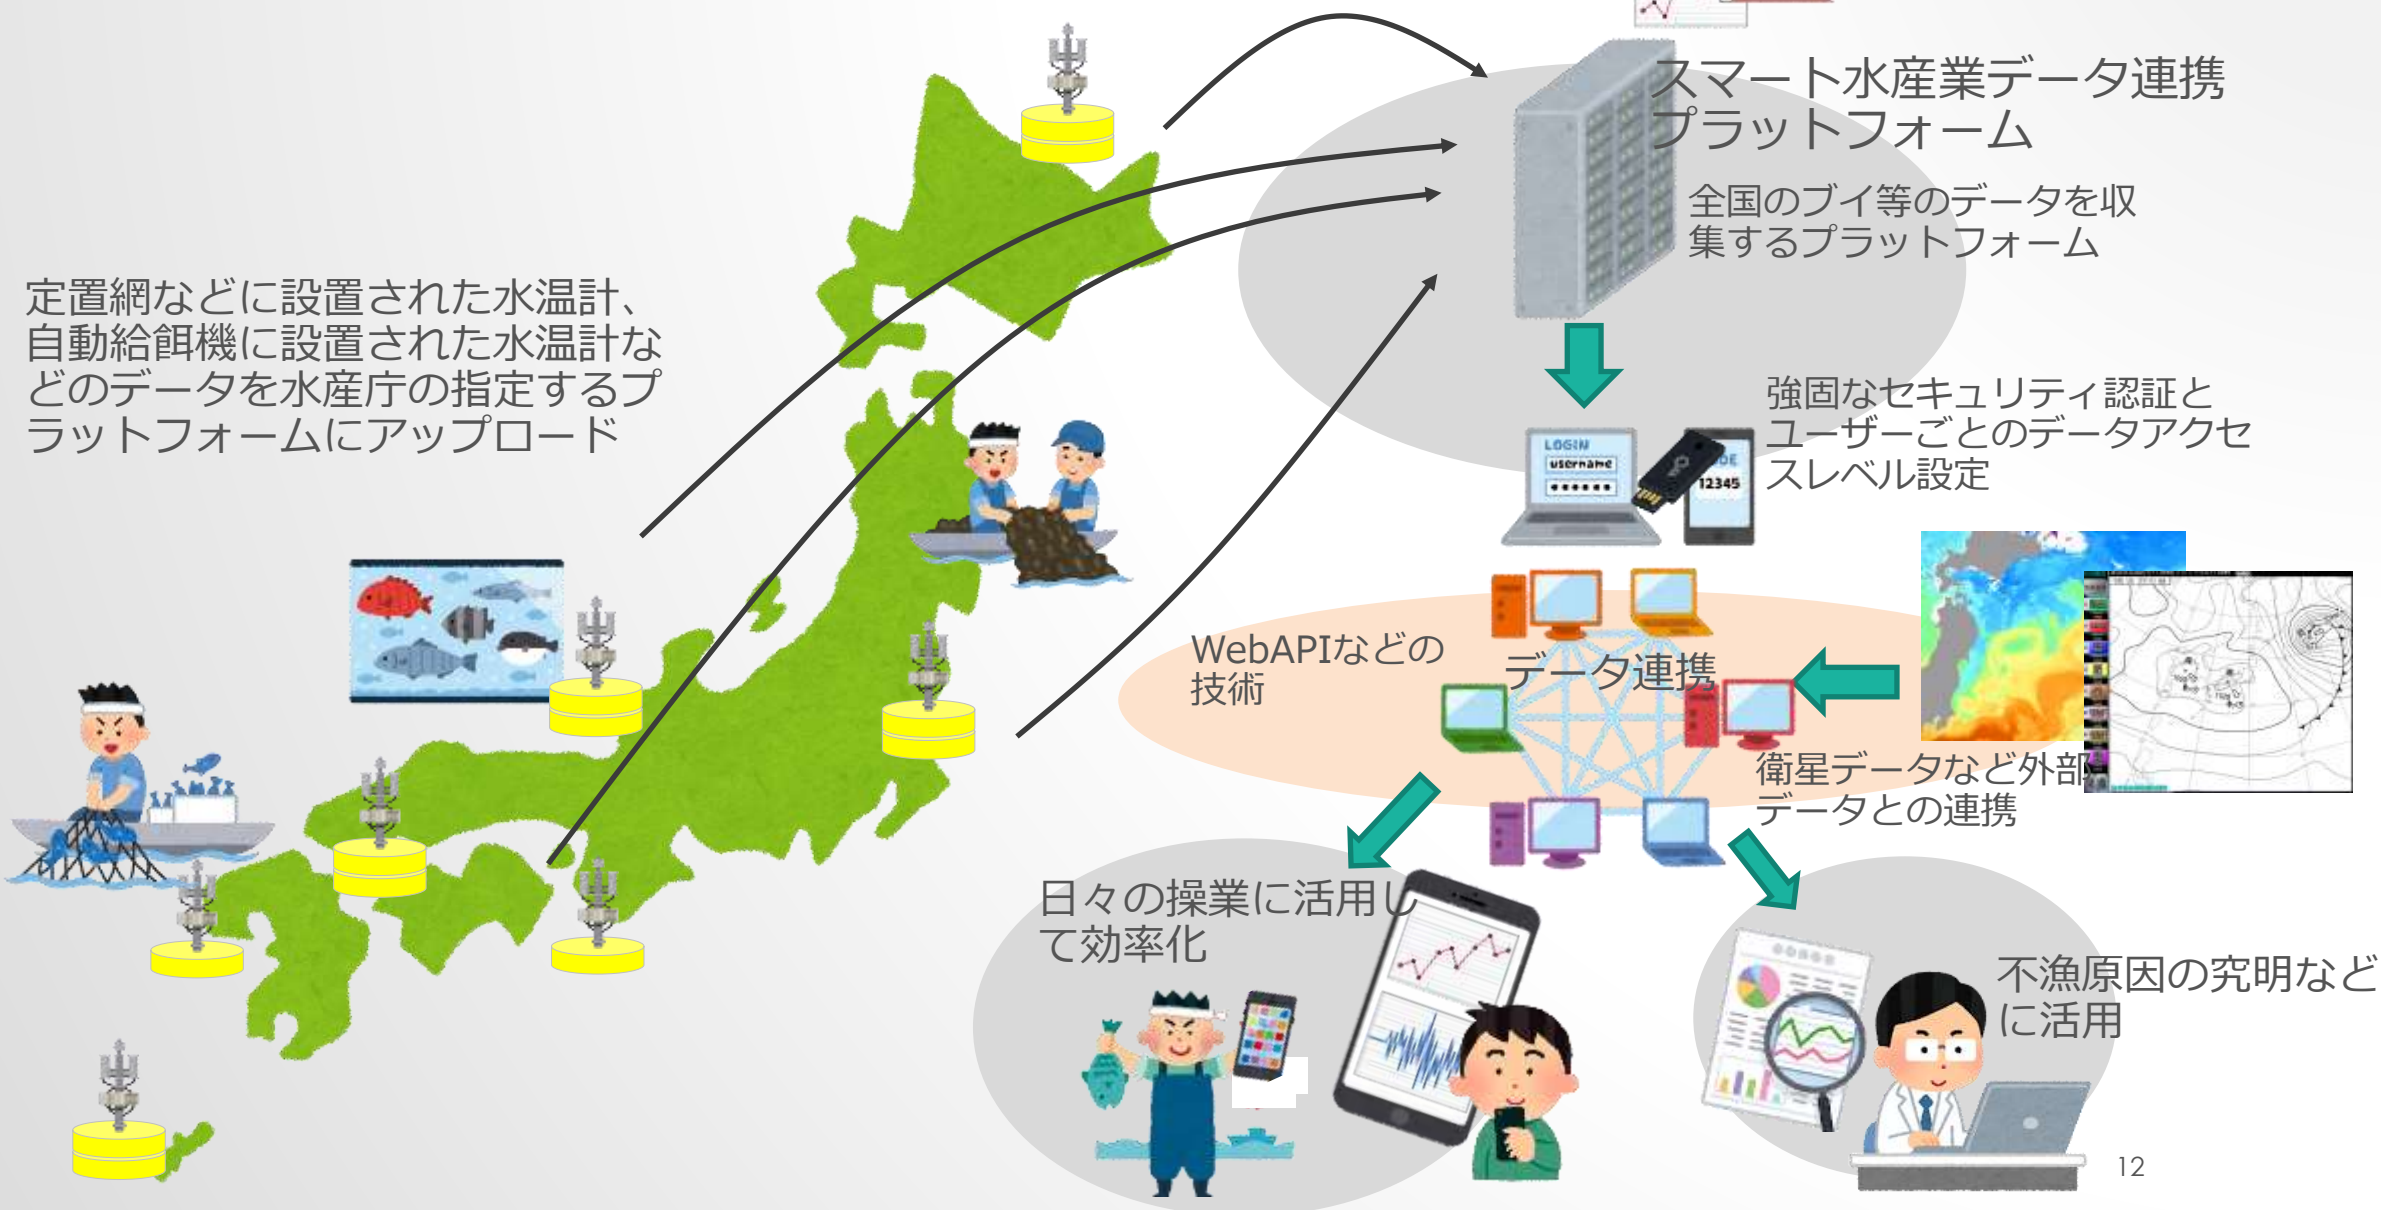 スマート水産業データ連携
プラットフォーム
全国のブイ等のデータを収
集するプラットフォーム
定置網などに設置された水温計、
自動給餌機に設置された水温計な
どのデータを水産庁の指定するプ
ラットフォームにアップロード
強固なセキュリティ認証と
ユーザーごとのデータアクセ
スレベル設定
LOGIN
username
12345
WebAPIなどの
技術
データ連携
衛星データなど外部
データとの連携
日々の操業に活用し
て効率化
不漁原因の究明など
に活用
12